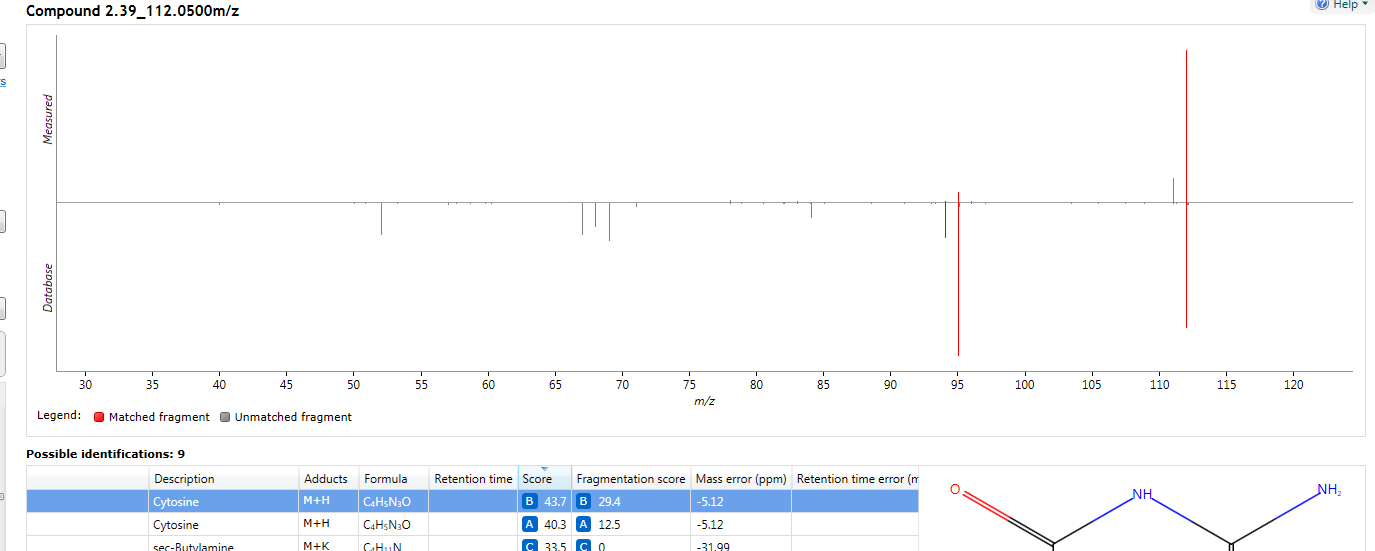 Compound 2.39_112.0500m/z
Help
s
Measured
Database
30 35 40 45 50 55 60 65 70 75 80 85 90 95 100 105 110 115 120
m/z
Legend: Matched fragment Unmatched fragment
Possible identifications: 9
Description Adducts Formula Retention time Score Fragmentation score Mass error (ppm) Retention time error (m
Cytosine M+H C₄H₅N₃O B 43.7 B 29.4 -5.12
Cytosine M+H C₄H₅N₃O A 40.3 A 12.5 -5.12
sec-Butylamine M+K C₄H₁₁N C 33.5 C 0 -31.99
O NH NH₂